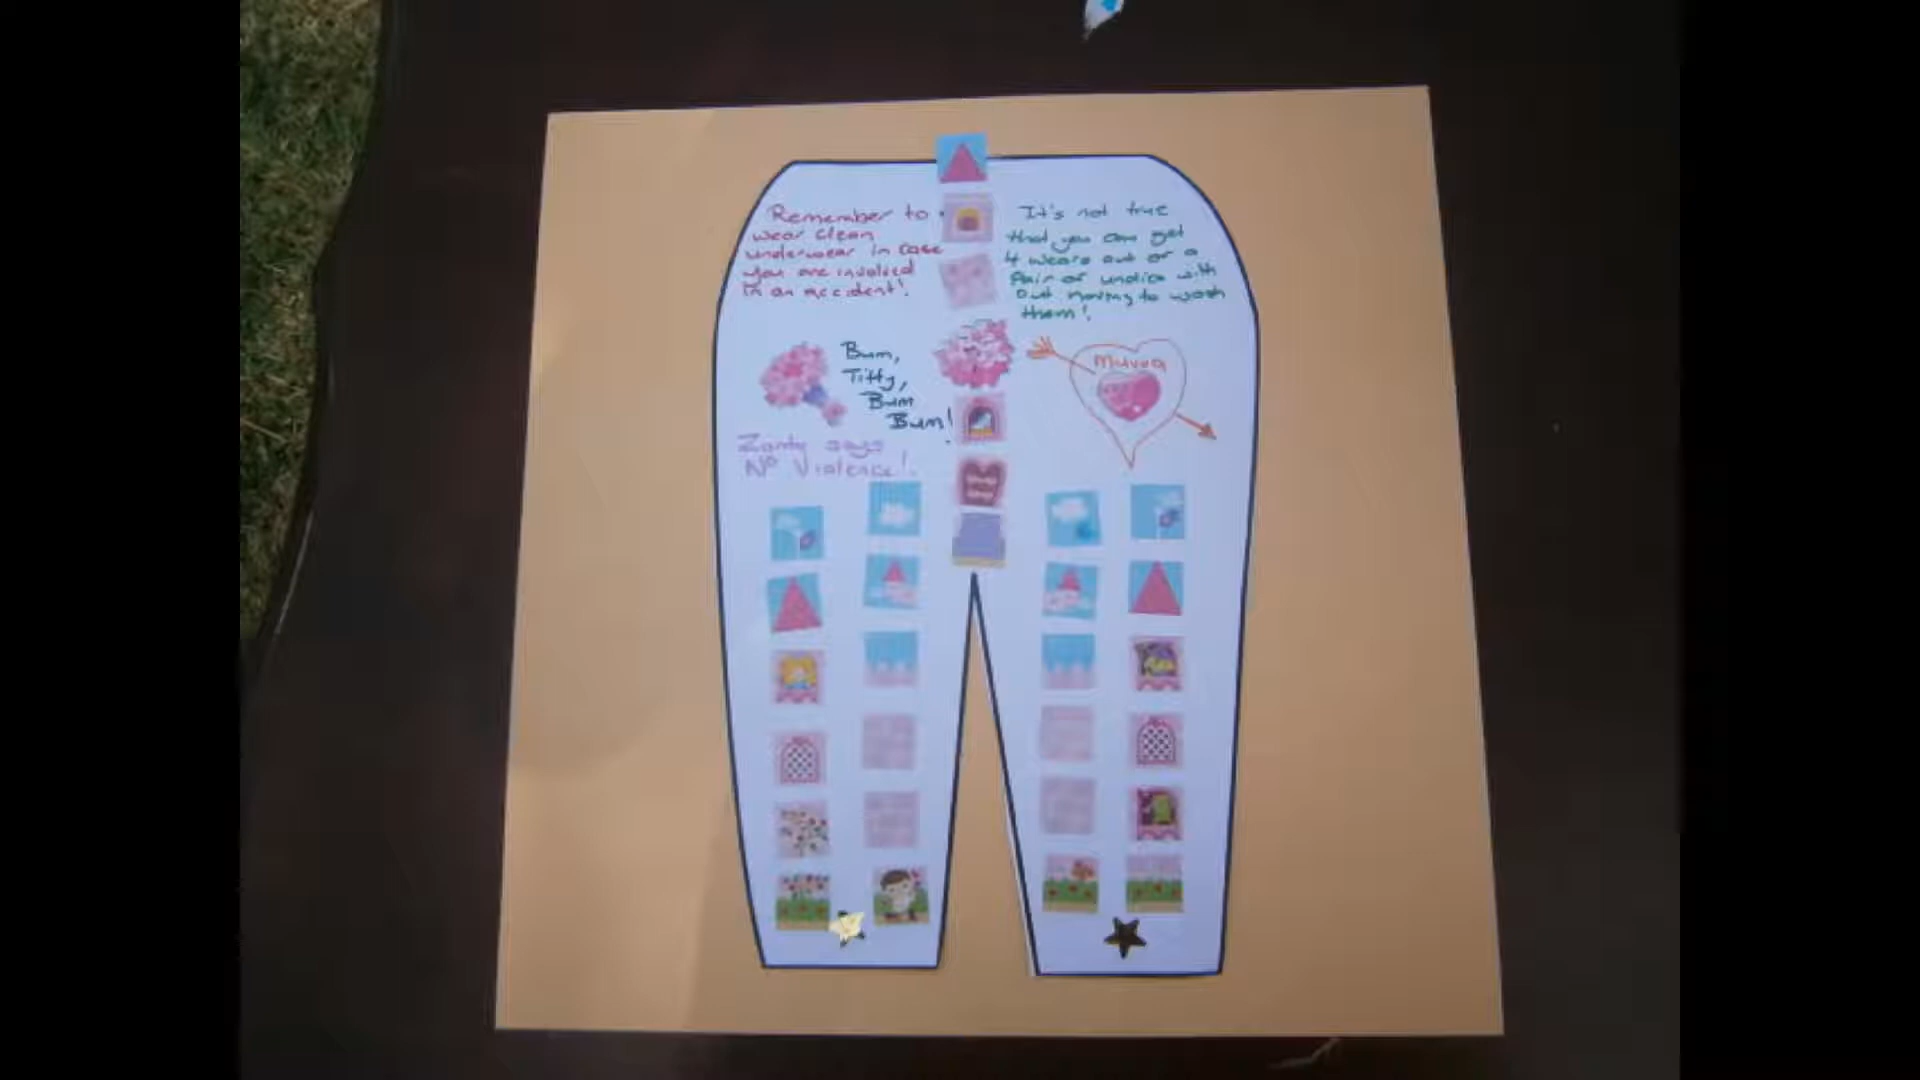 Remember to
wear clean
underwear in case
you are involved
in an accident!
It's not true
that you can get
4 wears out of a
Pair of undies with
out having to wash
them!
Bum,
Titty,
Bum
Bum!
Muvva
Zanty says
No Violence!